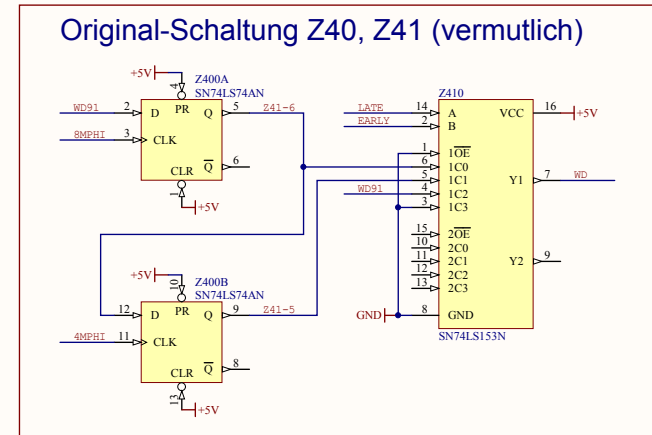 Original-Schaltung Z40, Z41 (vermutlich)
+5V
Z400A
SN74LS74AN
4
PR
WD91 2 D Q 5 Z41-6
8MPHI 3 CLK
Q 6
CLR
1
+5V
Z410
LATE 14 A VCC 16 +5V
EARLY 2 B
1 1OE
6 1C0
5 1C1 Y1 7 WD
WD91 4 1C2
3 1C3
15 2OE
10 2C0
11 2C1 Y2 9
12 2C2
13 2C3
GND 8 GND
SN74LS153N
+5V
Z400B
SN74LS74AN
10
PR
12 D Q 9 Z41-5
4MPHI 11 CLK
Q 8
CLR
13
+5V